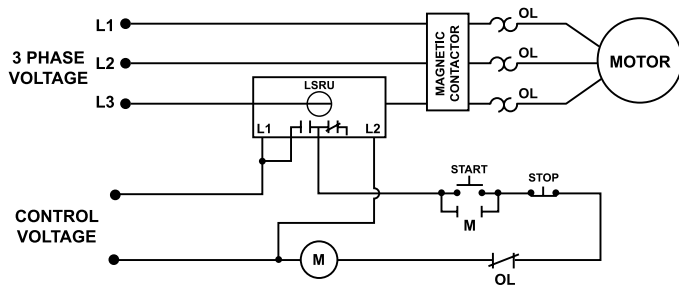 L1
OL
3 PHASE
VOLTAGE
L2
MAGNETIC
CONTACTOR
OL
MOTOR
LSRU
L3
OL
L1
L2
START
STOP
M
CONTROL
VOLTAGE
M
OL